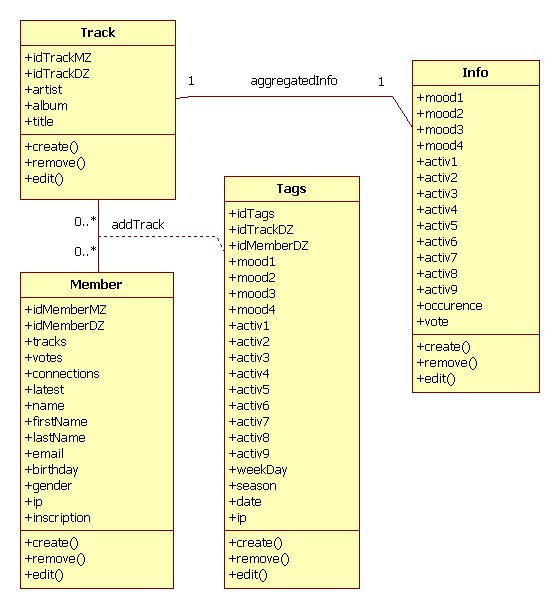 Track
+idTrackMZ
+idTrackDZ
+artist
+album
+title
+create()
+remove()
+edit()
1
aggregatedInfo
1
Info
+mood1
+mood2
+mood3
+mood4
+activ1
+activ2
+activ3
+activ4
+activ5
+activ6
+activ7
+activ8
+activ9
+occurence
+vote
+create()
+remove()
+edit()
0..*
addTrack
0..*
Tags
+idTags
+idTrackDZ
+idMemberDZ
+mood1
+mood2
+mood3
+mood4
+activ1
+activ2
+activ3
+activ4
+activ5
+activ6
+activ7
+activ8
+activ9
+weekDay
+season
+date
+ip
+create()
+remove()
+edit()
Member
+idMemberMZ
+idMemberDZ
+tracks
+votes
+connections
+latest
+name
+firstName
+lastName
+email
+birthday
+gender
+ip
+inscription
+create()
+remove()
+edit()